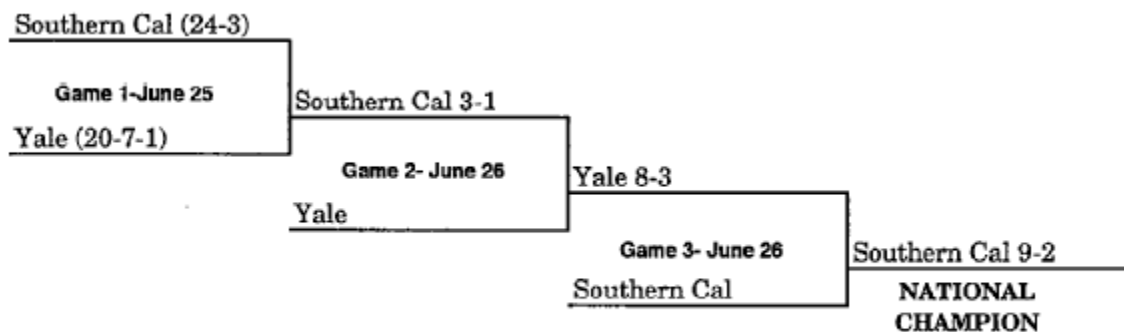 Southern Cal (24-3)
Game 1-June 25
Yale (20-7-1)
Southern Cal 3-1
Game 2- June 26
Yale
Yale 8-3
Game 3- June 26
Southern Cal
Southern Cal 9-2
NATIONAL
CHAMPION